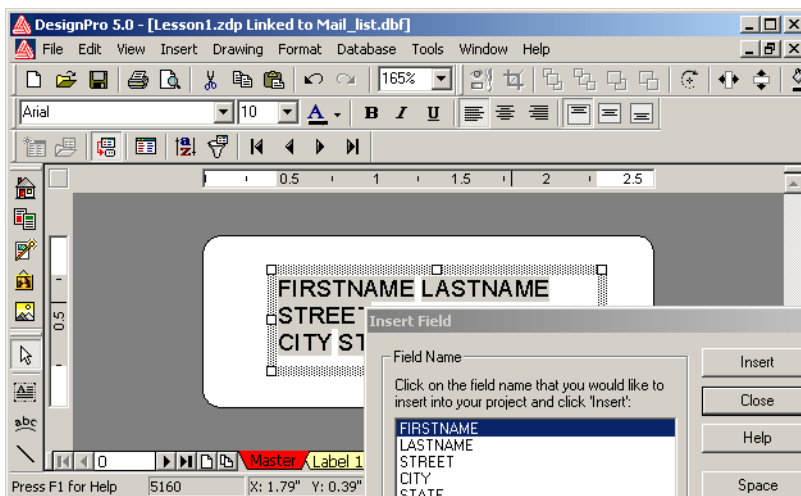 DesignPro 5.0 - [Lesson1.zdp Linked to Mail_list.dbf]
File Edit View Insert Drawing Format Database Tools Window Help
165%
Arial 10 A B I U
0.5 1 1.5 2 2.5
0.5
FIRSTNAME LASTNAME
STREET
CITY ST
Insert Field
Field Name
Click on the field name that you would like to
insert into your project and click 'Insert':
FIRSTNAME
LASTNAME
STREET
CITY
STATE
Insert
Close
Help
Space
A
abc
0 Master Label 1
Press F1 for Help 5160 X: 1.79" Y: 0.39"